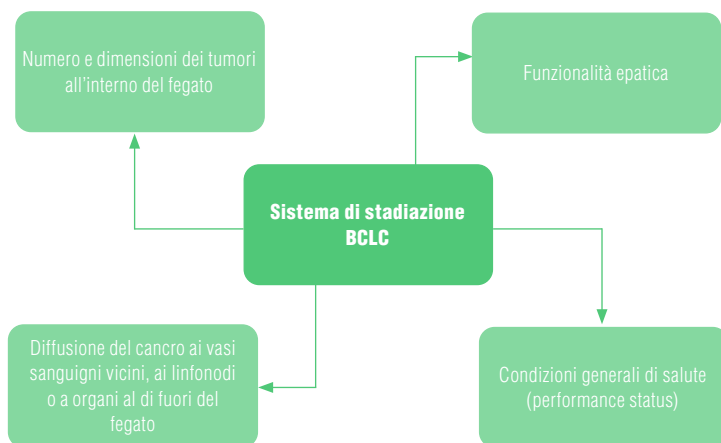 Numero e dimensioni dei tumori
all'interno del fegato
Funzionalità epatica
Sistema di stadiazione
BCLC
Diffusione del cancro ai vasi
sanguigni vicini, ai linfonodi
o a organi al di fuori del
fegato
Condizioni generali di salute
(performance status)